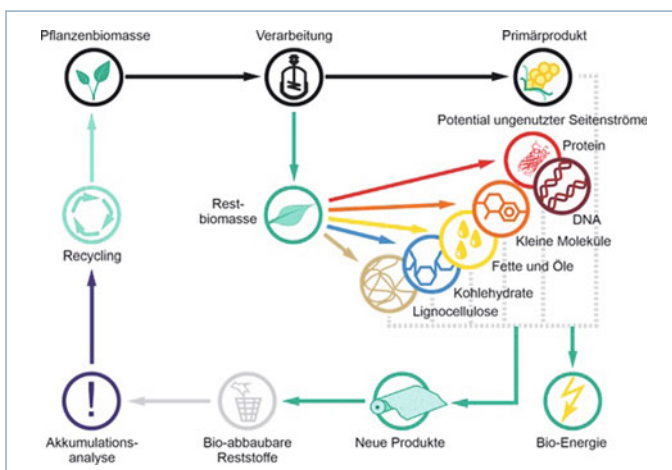 Pflanzenbiomasse
Verarbeitung
Primärprodukt
Potential ungenutzter Seitenströme
Protein
Rest-
biomasse
DNA
Kleine Moleküle
Recycling
Fette und Öle
Kohlehydrate
Lignocellulose
!
Akkumulations-
analyse
Bio-abbaubare
Reststoffe
Neue Produkte
Bio-Energie